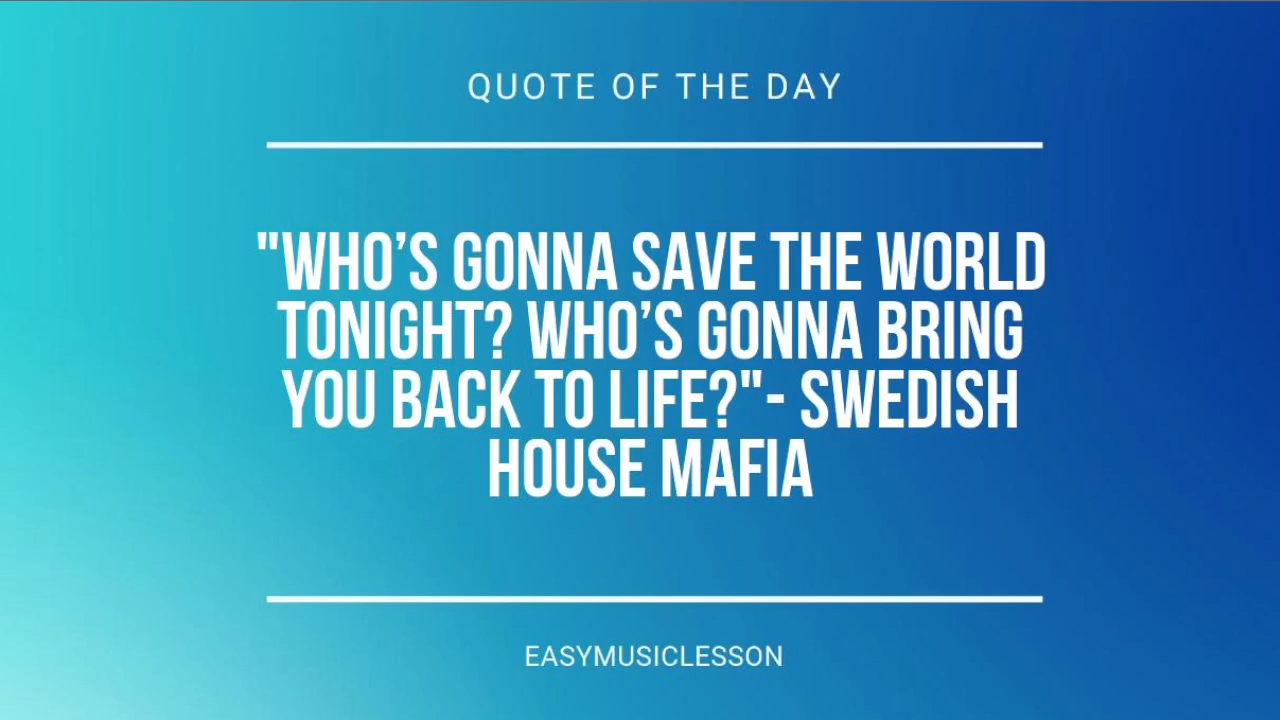 QUOTE OF THE DAY
"WHO’S GONNA SAVE THE WORLD
TONIGHT? WHO’S GONNA BRING
YOU BACK TO LIFE?"- SWEDISH
HOUSE MAFIA
EASYMUSICLESSON